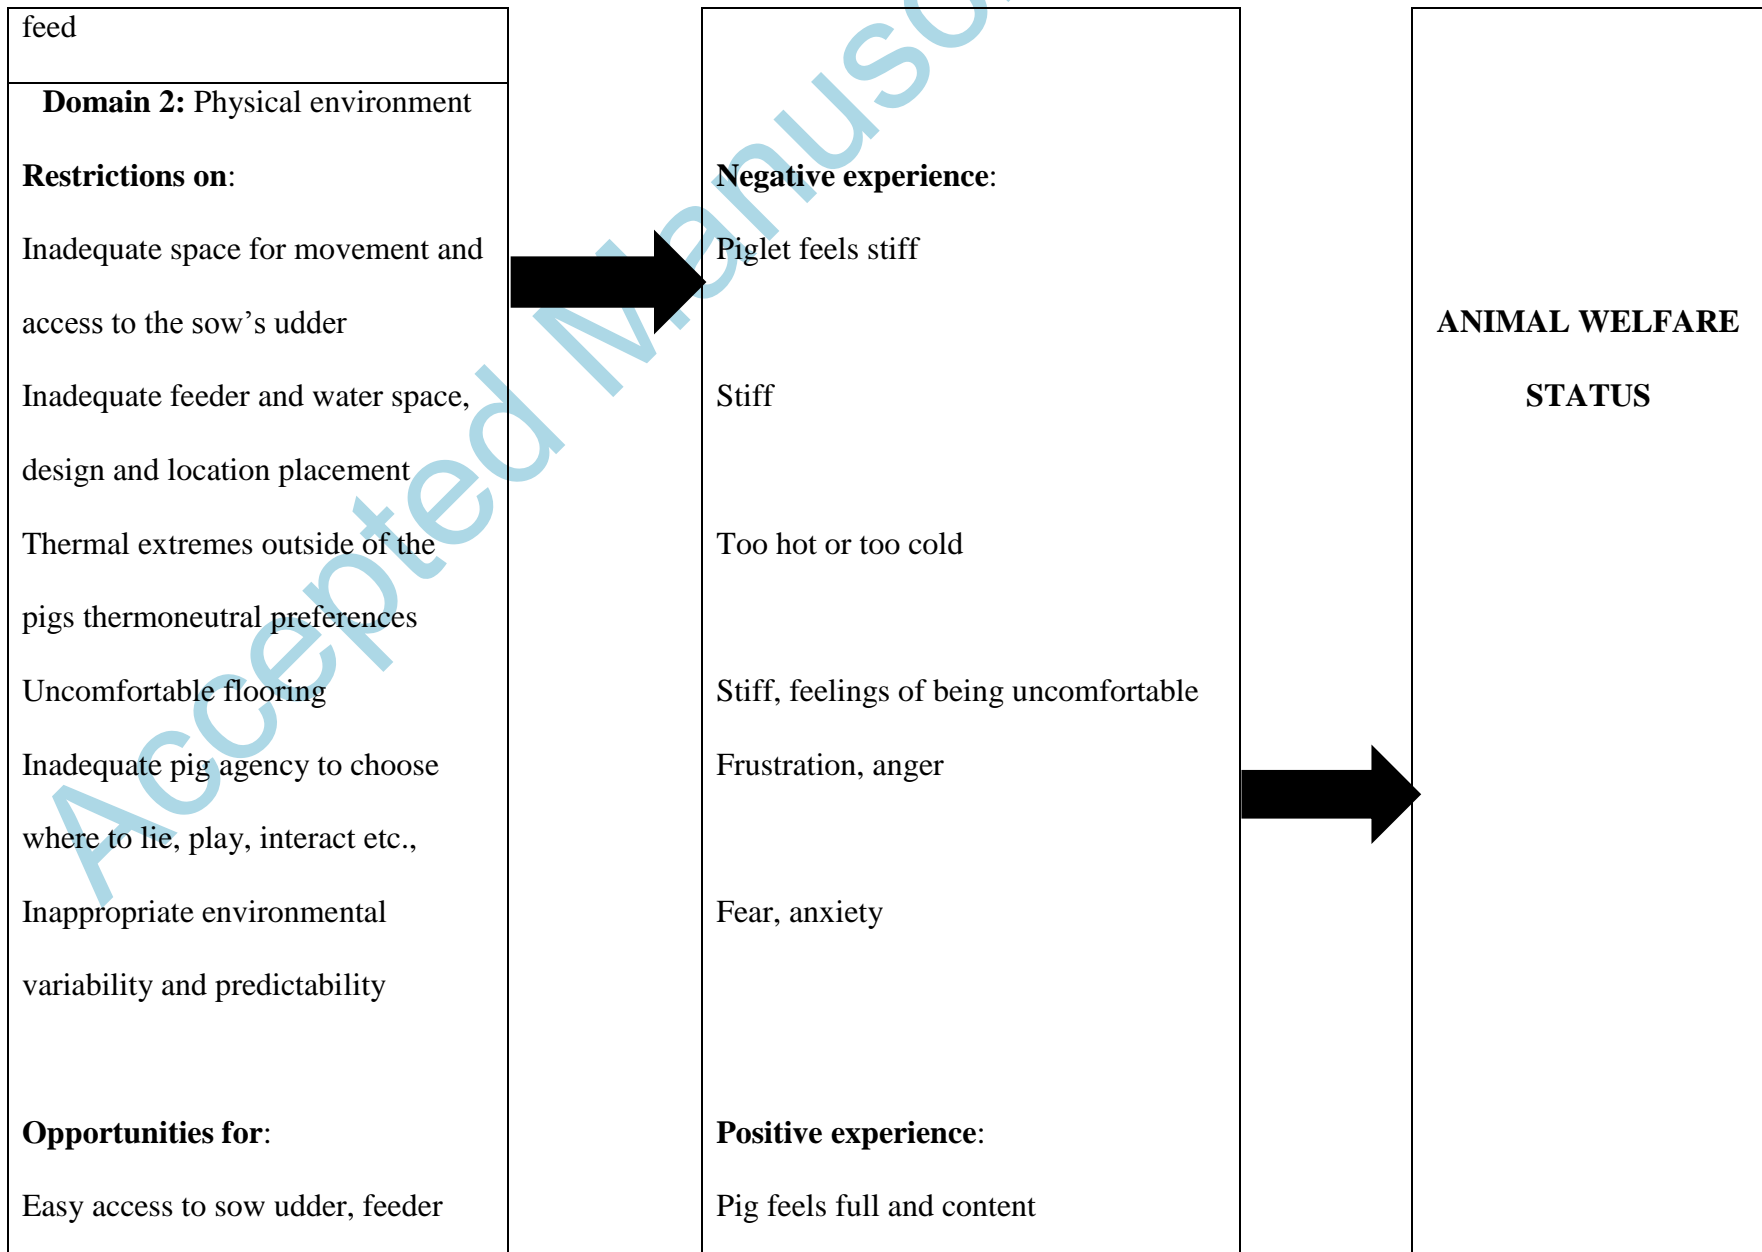 feed
Domain 2: Physical environment
Restrictions on:
Inadequate space for movement and
access to the sow’s udder
Inadequate feeder and water space,
design and location placement
Thermal extremes outside of the
pigs thermoneutral preferences
Uncomfortable flooring
Inadequate pig agency to choose
where to lie, play, interact etc.,
Inappropriate environmental
variability and predictability
Opportunities for:
Easy access to sow udder, feeder
Negative experience:
Piglet feels stiff
Stiff
Too hot or too cold
Stiff, feelings of being uncomfortable
Frustration, anger
Fear, anxiety
Positive experience:
Pig feels full and content
ANIMAL WELFARE
STATUS
Accepted Manus